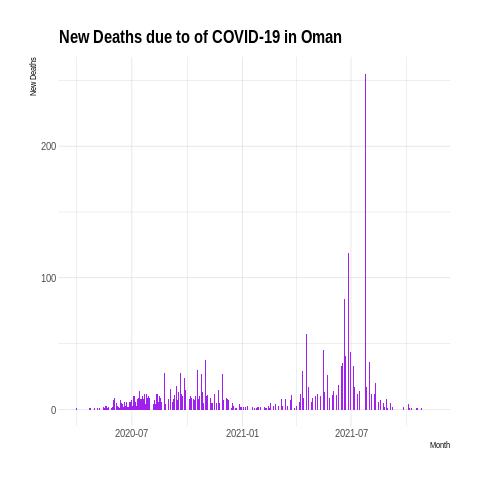 New Deaths due to of COVID-19 in Oman
New Deaths
200
100
0
2020-07
2021-01
2021-07
Month